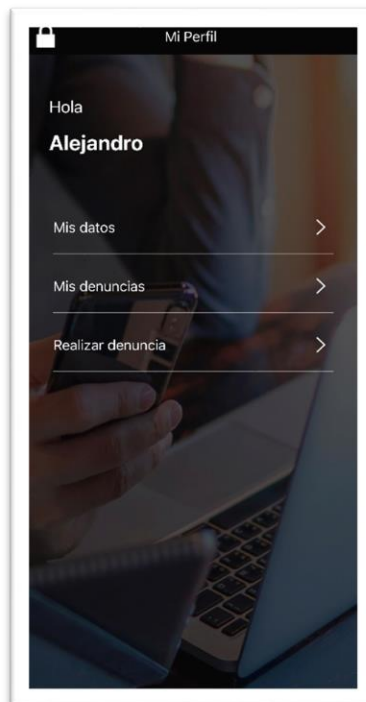 Mi Perfil
Hola
Alejandro
Mis datos
Mis denuncias
Realizar denuncia